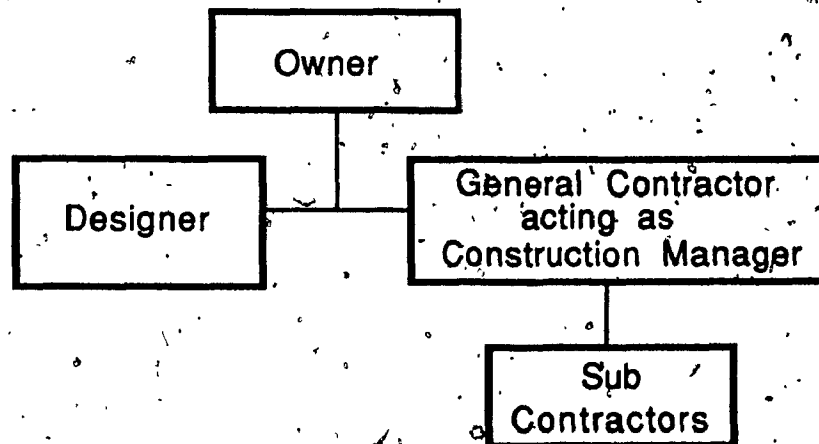 Owner
Designer
General Contractor
acting as
Construction Manager
Sub
Contractors